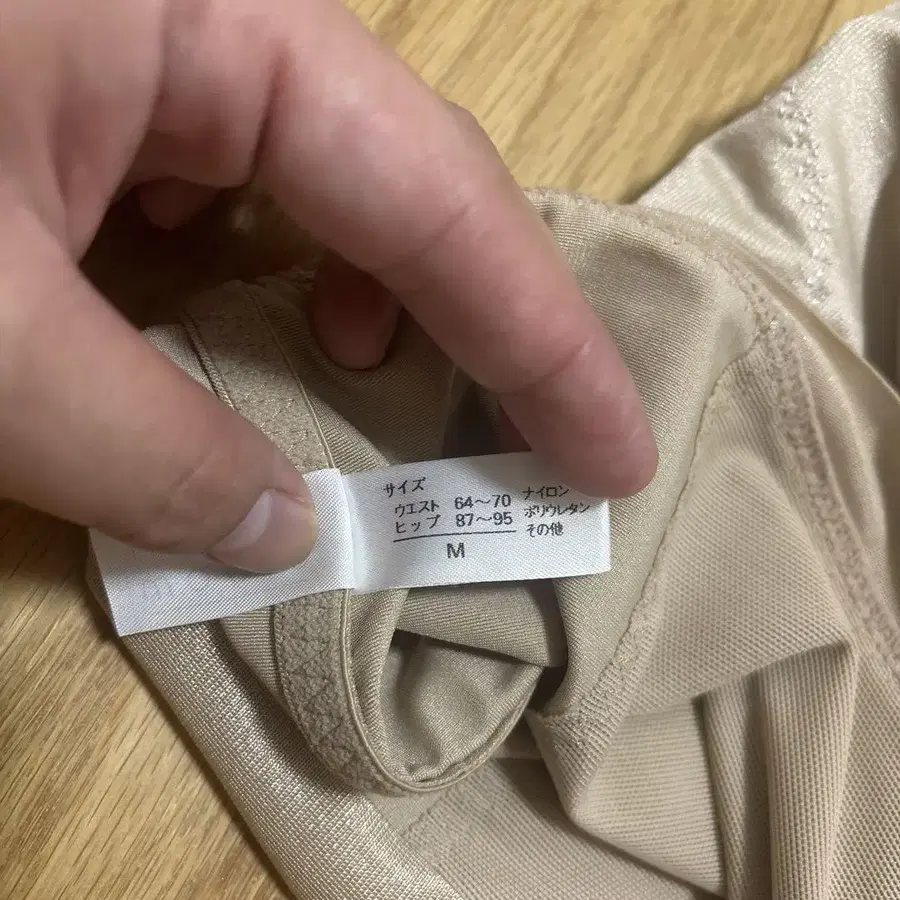 サイズ
ウエスト 64～70
ヒップ 87～95
M
ナイロン
ポリウレタン
その他